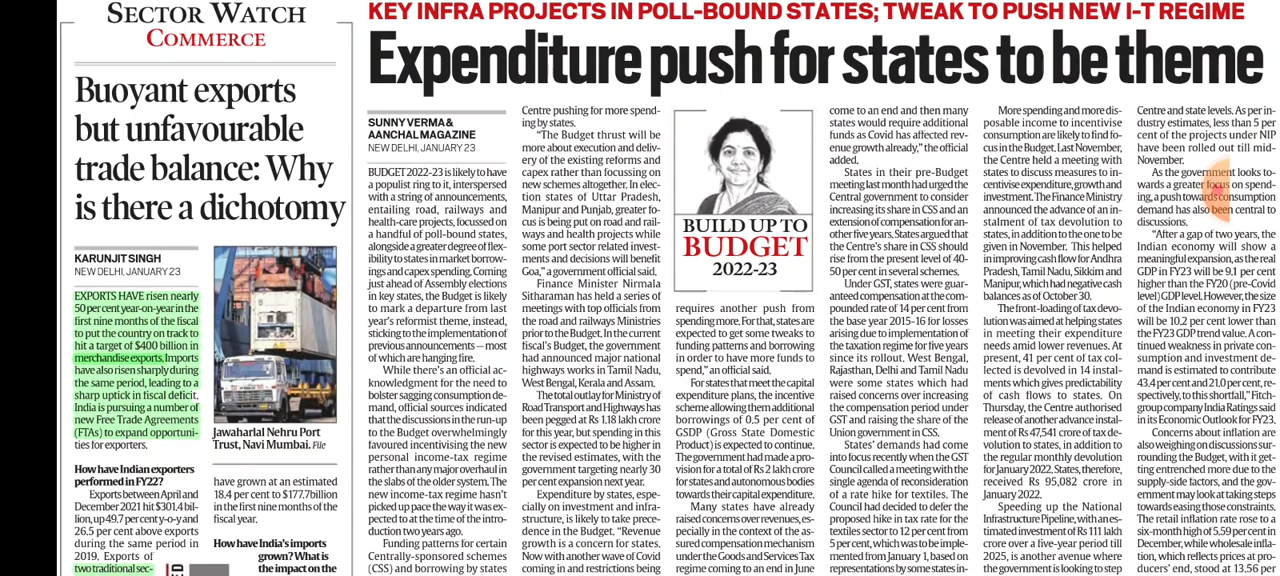 SECTOR WATCH
COMMERCE
Buoyant exports
but unfavourable
trade balance: Why
is there a dichotomy
KARUNJIT SINGH
NEW DELHI, JANUARY 23
EXPORTS HAVE risen nearly
50 per cent year-on-year in the
first nine months of the fiscal
to put the country on track to
hit a target of $400 billion in
merchandise exports. Imports
have also risen sharply during
the same period, leading to a
sharp uptick in fiscal deficit.
India is pursuing a number of
new Free Trade Agreements
(FTAs) to expand opportuni-
ties for exporters.
How have Indian exporters
performed in FY22?
Exports between April and
December 2021 hit $301.4 bil-
lion, up 49.7 per cent y-o-y and
26.5 per cent above exports
during the same period in
2019. Exports of
two traditional sec-
Jawaharlal Nehru Port
Trust, Navi Mumbai. File
have grown at an estimated
18.4 per cent to $177.7billion
in the first nine months of the
fiscal year.
How have India's imports
grown? What is
the impact on the
KEY INFRA PROJECTS IN POLL-BOUND STATES; TWEAK TO PUSH NEW I-T REGIME
Expenditure push for states to be theme
SUNNY VERMA &
AANCHAL MAGAZINE
NEW DELHI, JANUARY 23
BUDGET 2022-23 is likely to have
a populist ring to it, interspersed
with a string of announcements,
entailing road, railways and
health-care projects, focussed on
a handful of poll-bound states,
alongside a greater degree of flex-
ibility to states in market borrow-
ings and capex spending. Coming
just ahead of Assembly elections
in key states, the Budget is likely
to mark a departure from last
year's reformist theme, instead,
sticking to the implementation of
previous announcements — most
of which are hanging fire.
While there's an official ac-
knowledgment for the need to
bolster sagging consumption de-
mand, official sources indicated
that the discussions in the run-up
to the Budget overwhelmingly
favoured incentivising the new
personal income-tax regime
rather than any major overhaul in
the slabs of the older system. The
new income-tax regime hasn't
picked up pace the way it was ex-
pected to at the time of the intro-
duction two years ago.
Funding patterns for certain
Centrally-sponsored schemes
(CSS) and borrowing by states
Centre pushing for more spend-
ing by states.
"The Budget thrust will be
more about execution and deliv-
ery of the existing reforms and
capex rather than focussing on
new schemes altogether. In elec-
tion states of Uttar Pradesh,
Manipur and Punjab, greater fo-
cus is being put on road and rail-
ways and health projects while
some port sector related invest-
ments and decisions will benefit
Goa," a government official said.
Finance Minister Nirmala
Sitharaman has held a series of
meetings with top officials from
the road and railways Ministries
prior to the Budget. In the current
fiscal's Budget, the government
had announced major national
highways works in Tamil Nadu,
West Bengal, Kerala and Assam.
The total outlay for Ministry of
Road Transport and Highways has
been pegged at Rs 1.18 lakh crore
for this year, but spending in this
sector is expected to be higher in
the revised estimates, with the
government targeting nearly 30
per cent expansion next year.
Expenditure by states, espe-
cially on investment and infra-
structure, is likely to take prece-
dence in the Budget. "Revenue
growth is a concern for states.
Now with another wave of Covid
coming in and restrictions being
BUILD UP TO
BUDGET
2022-23
requires another push from
spending more. For that, states are
expected to get some tweaks to
funding patterns and borrowing
in order to have more funds to
spend," an official said.
For states that meet the capital
expenditure plans, the incentive
scheme allowing them additional
borrowings of 0.5 per cent of
GSDP (Gross State Domestic
Product) is expected to continue.
The government had made a pro-
vision for a total of Rs 2 lakh crore
for states and autonomous bodies
towards their capital expenditure.
Many states have already
raised concerns over revenues, es-
pecially in the context of the as-
sured compensation mechanism
under the Goods and Services Tax
regime coming to an end in June
come to an end and then many
states would require additional
funds as Covid has affected rev-
enue growth already," the official
added.
States in their pre-Budget
meeting last month had urged the
Central government to consider
increasing its share in CSS and an
extension of compensation for an-
other five years. States argued that
the Centre's share in CSS should
rise from the present level of 40-
50 per cent in several schemes.
Under GST, states were guar-
anteed compensation at the com-
pounded rate of 14 per cent from
the base year 2015-16 for losses
arising due to implementation of
the taxation regime for five years
since its rollout. West Bengal,
Rajasthan, Delhi and Tamil Nadu
were some states which had
raised concerns over increasing
the compensation period under
GST and raising the share of the
Union government in CSS.
States' demands had come
into focus recently when the GST
Council called a meeting with the
single agenda of reconsideration
of a rate hike for textiles. The
Council had decided to defer the
proposed hike in tax rate for the
textiles sector to 12 per cent from
5 per cent, which was to be imple-
mented from January 1, based on
representations by some states in-
More spending and more dis-
posable income to incentivise
consumption are likely to find fo-
cus in the Budget. Last November,
the Centre held a meeting with
states to discuss measures to in-
centivise expenditure, growth and
investment. The Finance Ministry
announced the advance of an in-
stalment of tax devolution to
states, in addition to the one to be
given in November. This helped
in improving cash flow for Andhra
Pradesh, Tamil Nadu, Sikkim and
Manipur, which had negative cash
balances as of October 30.
The front-loading of tax devo-
lution was aimed at helping states
in meeting their expenditure
needs amid lower revenues. At
present, 41 per cent of tax col-
lected is devolved in 14 instal-
ments which gives predictability
of cash flows to states. On
Thursday, the Centre authorised
release of another advance instal-
ment of Rs 47,541 crore of tax de-
volution to states, in addition to
the regular monthly devolution
for January 2022. States, therefore,
received Rs 95,082 crore in
January 2022.
Speeding up the National
Infrastructure Pipeline, with an es-
timated investment of Rs 111 lakh
crore over a five-year period till
2025, is another avenue where
the government is looking to step
Centre and state levels. As per in-
dustry estimates, less than 5 per
cent of the projects under NIP
have been rolled out till mid-
November.
As the government looks to-
wards a greater focus on spend-
ing, a push towards consumption
demand has also been central to
discussions.
"After a gap of two years, the
Indian economy will show a
meaningful expansion, as the real
GDP in FY23 will be 9.1 per cent
higher than the FY20 (pre-Covid
level) GDP level. However, the size
of the Indian economy in FY23
will be 10.2 per cent lower than
the FY23 GDP trend value. A con-
tinued weakness in private con-
sumption and investment de-
mand is estimated to contribute
43.4 per cent and 21.0 per cent, re-
spectively, to this shortfall," Fitch-
group company India Ratings said
in its Economic Outlook for FY23.
Concerns about inflation are
also weighing on discussions sur-
rounding the Budget, with it get-
ting entrenched more due to the
supply-side factors, and the gov-
ernment may look at taking steps
towards easing those constraints.
The retail inflation rate rose to a
six-month high of 5.59 per cent in
December, while wholesale infla-
tion, which reflects prices at pro-
ducers' end, stood at 13.56 per